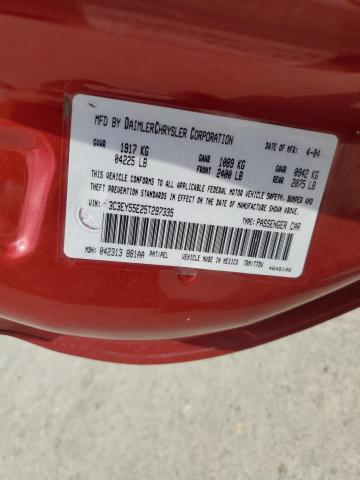 MFD BY DAIMLERCHRYSLER CORPORATION
DATE OF MFR: 4-04
GVWR 1917 KG 04225 LB
GAWR FRONT 1089 KG 2400 LB
GAWR REAR 0942 KG 2075 LB
THIS VEHICLE CONFORMS TO ALL APPLICABLE FEDERAL MOTOR VEHICLE SAFETY, BUMPER AND
THEFT PREVENTION STANDARDS IN EFFECT ON THE DATE OF MANUFACTURE SHOWN ABOVE.
VIN: 3C3EY55E25T297335
TYPE: PASSENGER CAR
MDH: 042313 881AA
PNT: PEL
VEHICLE MADE IN MEXICO
TRM: T7DV